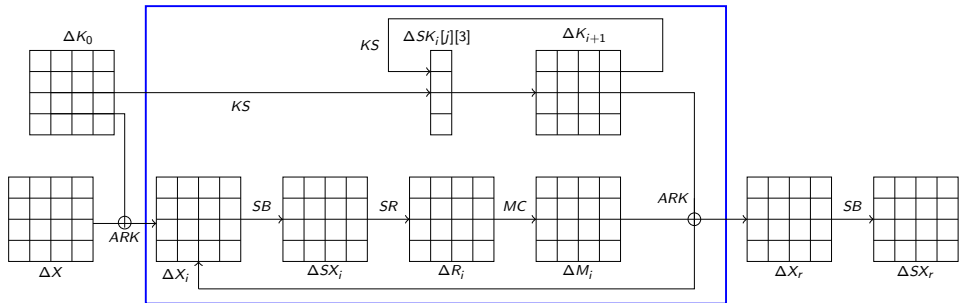 ΔK₀
KS
ΔSKᵢ[j][3]
ΔKᵢ₊₁
KS
SB
SR
MC
ARK
SB
ARK
ΔX
ΔXᵢ
ΔSXᵢ
ΔRᵢ
ΔMᵢ
ΔXᵣ
ΔSXᵣ